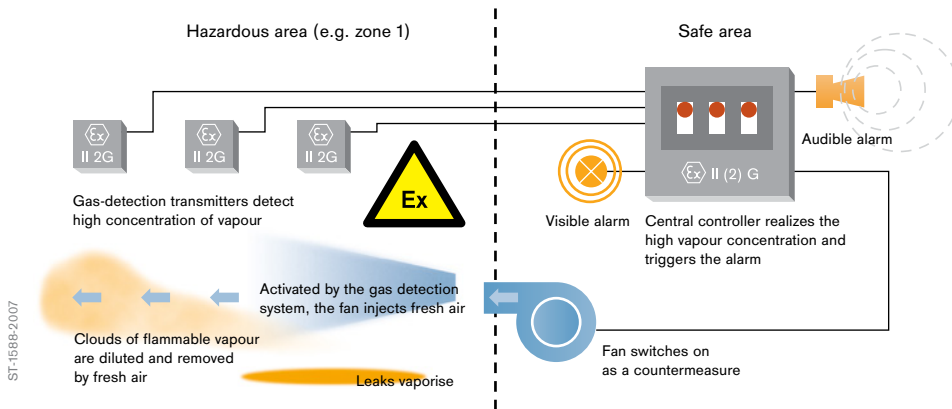 Hazardous area (e.g. zone 1)
Safe area
Ex
II 2G
Ex
II 2G
Ex
II 2G
Gas-detection transmitters detect
high concentration of vapour
Ex
Audible alarm
Ex II (2) G
Visible alarm
Central controller realizes the
high vapour concentration and
triggers the alarm
Activated by the gas detection
system, the fan injects fresh air
Clouds of flammable vapour
are diluted and removed
by fresh air
Leaks vaporise
Fan switches on
as a countermeasure
ST-1588-2007